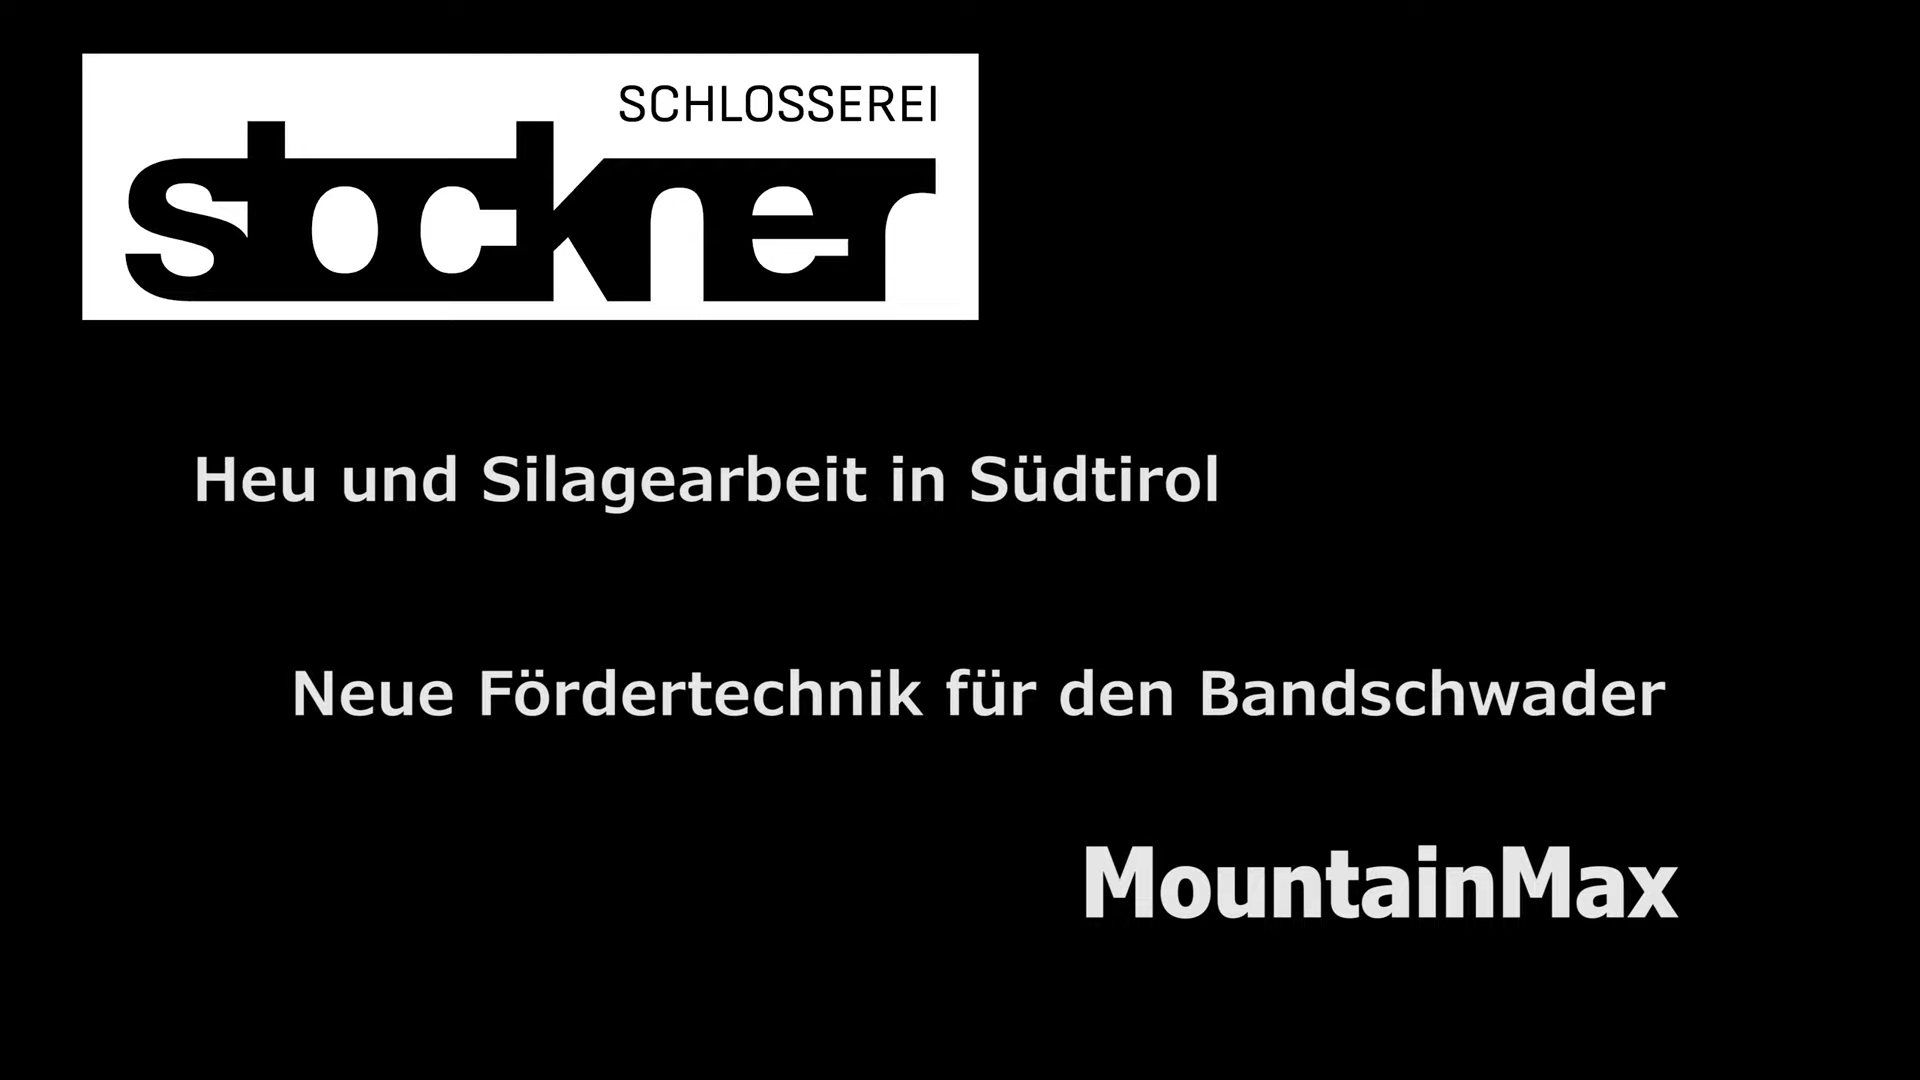 SCHLOSSEREI
stockner
Heu und Silagearbeit in Südtirol
Neue Fördertechnik für den Bandschwader
MountainMax